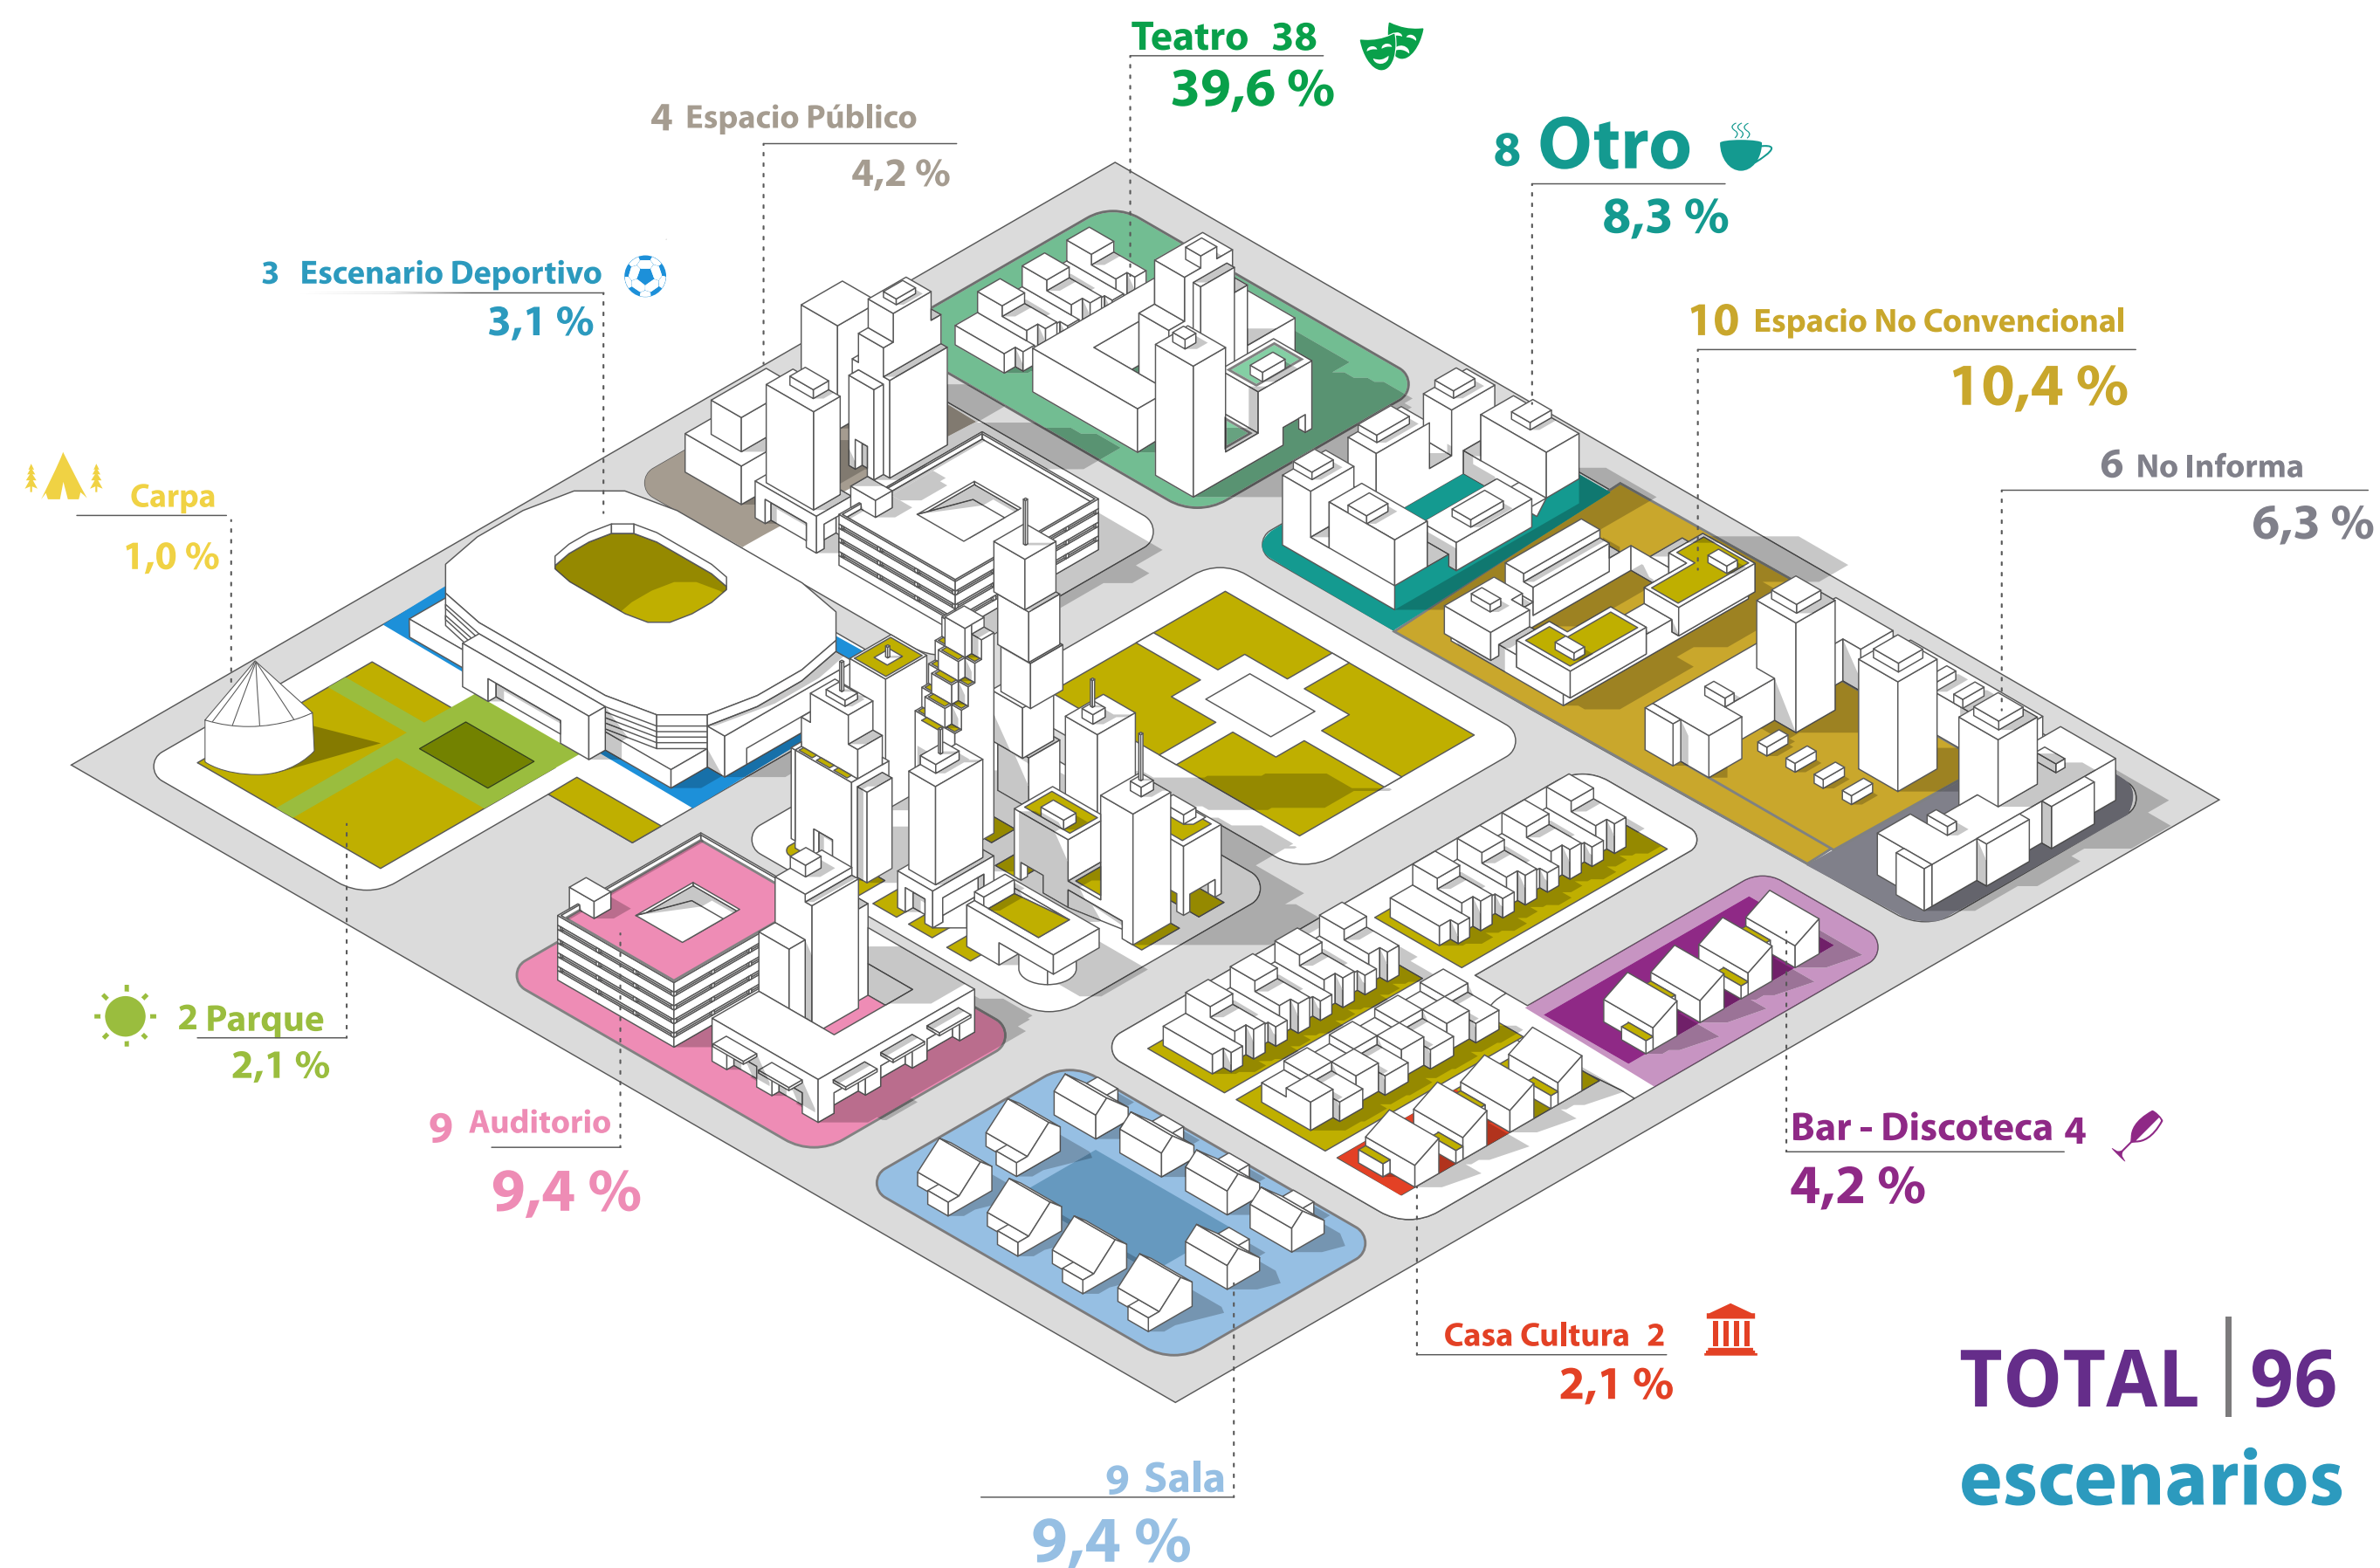 Teatro 38
39,6 %
4 Espacio Público
4,2 %
8 Otro
8,3 %
3 Escenario Deportivo
3,1 %
10 Espacio No Convencional
10,4 %
6 No Informa
6,3 %
Carpa
1,0 %
2 Parque
2,1 %
9 Auditorio
9,4 %
Bar - Discoteca 4
4,2 %
Casa Cultura 2
2,1 %
9 Sala
9,4 %
TOTAL | 96
escenarios